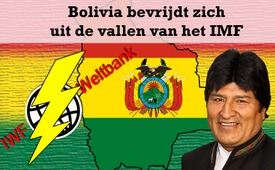 Bolivia bevrijdt zich
uit de vallen van het IMF
Weltbank
IWF